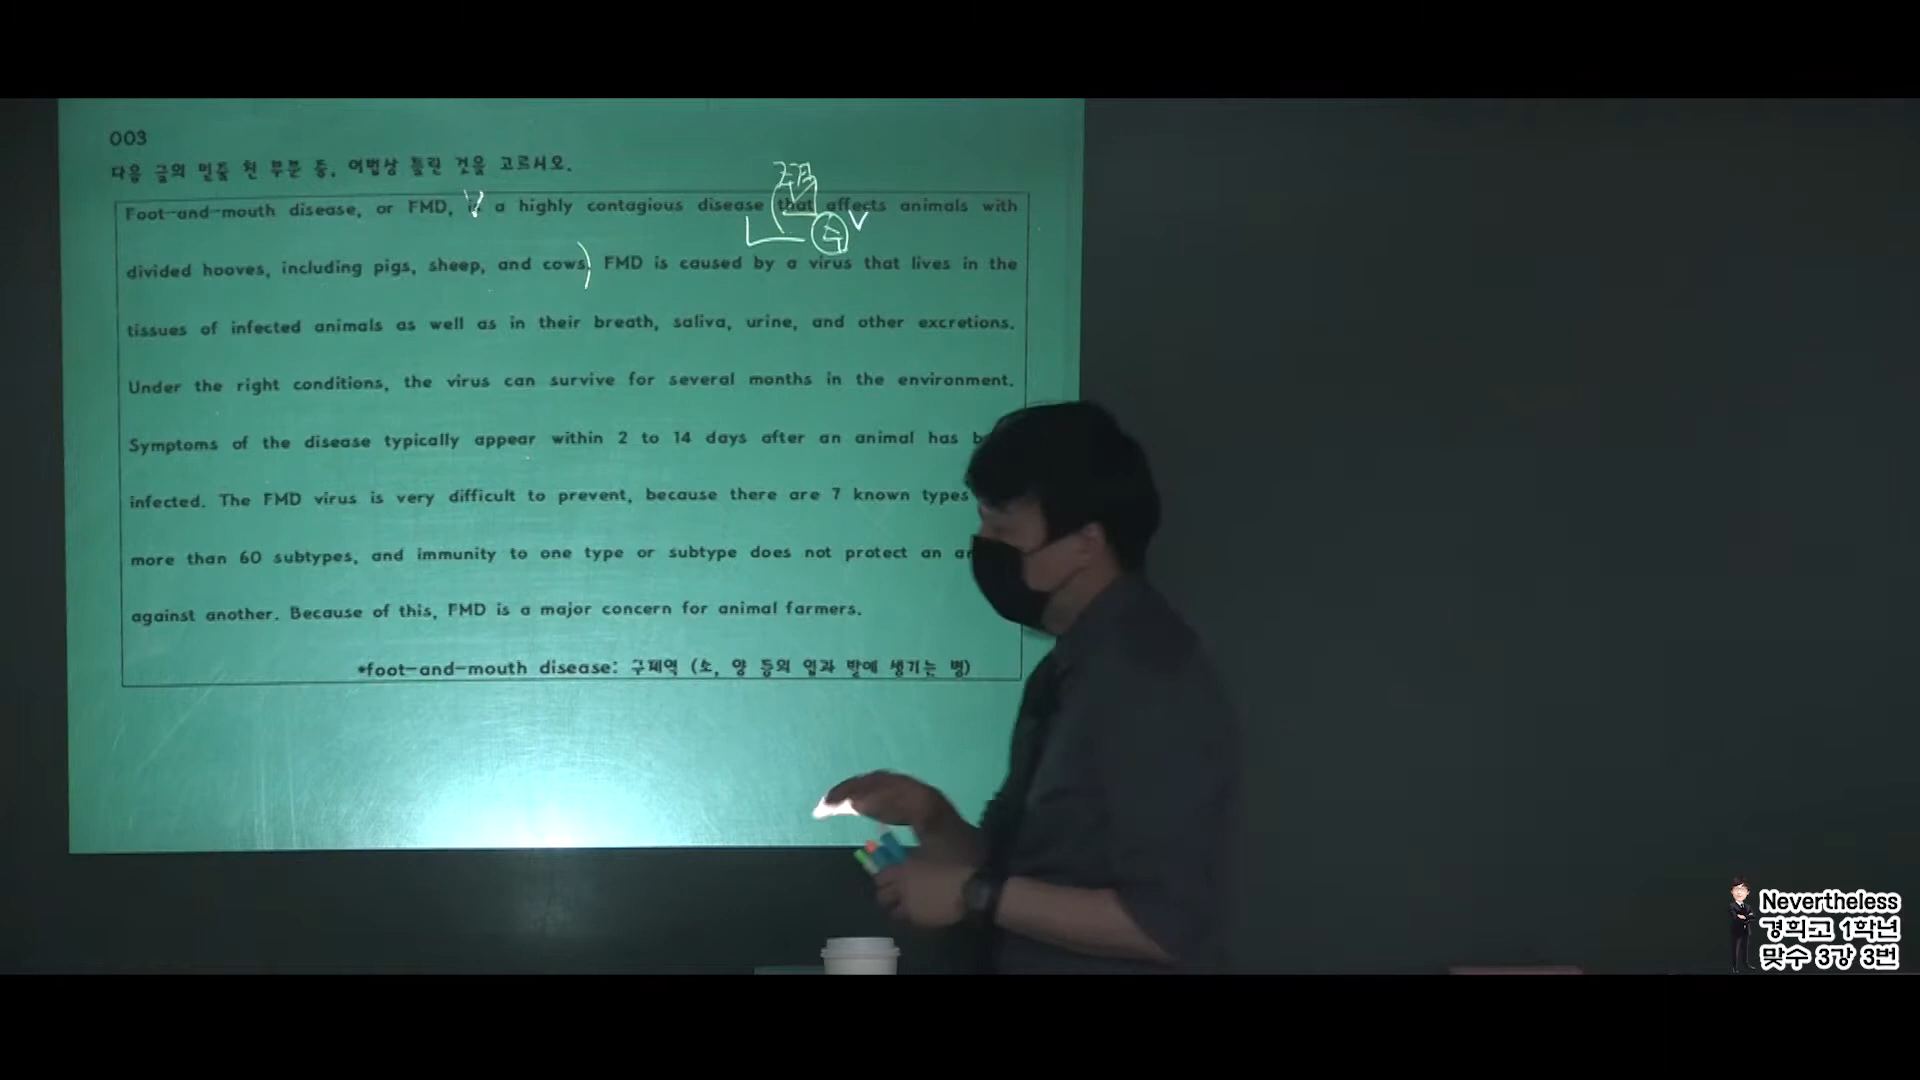 003
다음 글의 밑줄 친 부분 중, 어법상 틀린 것을 고르시오.
주격
Foot-and-mouth disease, or FMD, is a highly contagious disease that affects animals with
V
V
divided hooves, including pigs, sheep, and cows. FMD is caused by a virus that lives in the
tissues of infected animals as well as in their breath, saliva, urine, and other excretions.
Under the right conditions, the virus can survive for several months in the environment.
Symptoms of the disease typically appear within 2 to 14 days after an animal has
infected. The FMD virus is very difficult to prevent, because there are 7 known types
more than 60 subtypes, and immunity to one type or subtype does not protect an
against another. Because of this, FMD is a major concern for animal farmers.
*foot-and-mouth disease: 구제역 (소, 양 등의 입과 발에 생기는 병)
Nevertheless
경희고 1학년
맞수 3강 3번